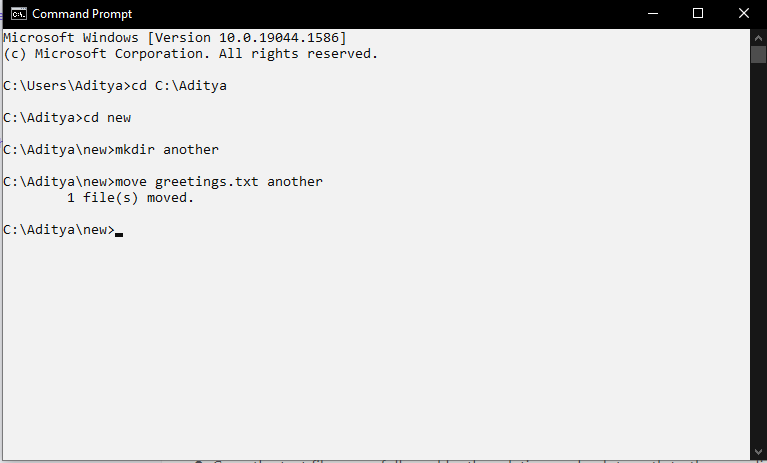 Command Prompt
Microsoft Windows [Version 10.0.19044.1586]
(c) Microsoft Corporation. All rights reserved.
C:\Users\Aditya>cd C:\Aditya
C:\Aditya>cd new
C:\Aditya\new>mkdir another
C:\Aditya\new>move greetings.txt another
1 file(s) moved.
C:\Aditya\new>